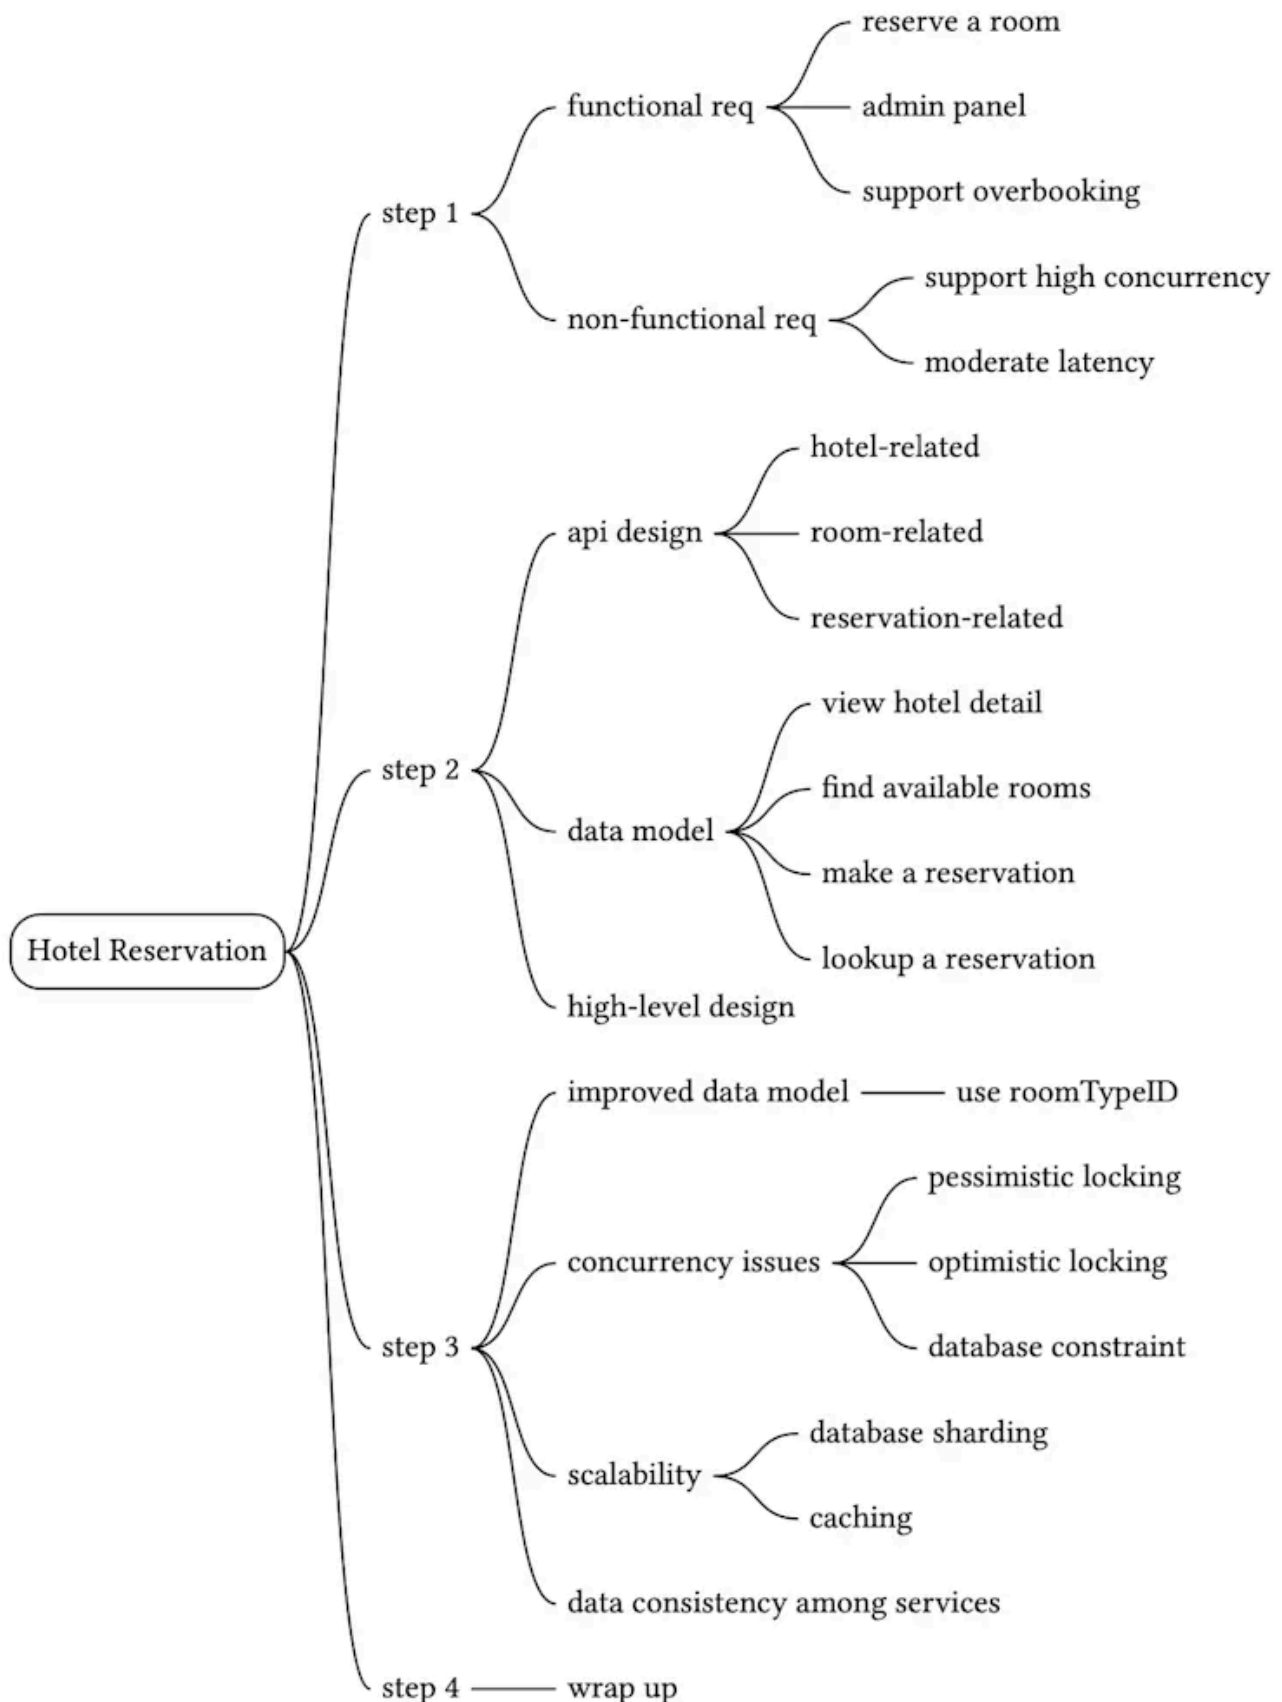 Hotel Reservation
step 1
functional req
reserve a room
admin panel
support overbooking
non-functional req
support high concurrency
moderate latency
step 2
api design
hotel-related
room-related
reservation-related
data model
view hotel detail
find available rooms
make a reservation
lookup a reservation
high-level design
step 3
improved data model
use roomTypeID
concurrency issues
pessimistic locking
optimistic locking
database constraint
scalability
database sharding
caching
data consistency among services
step 4
wrap up